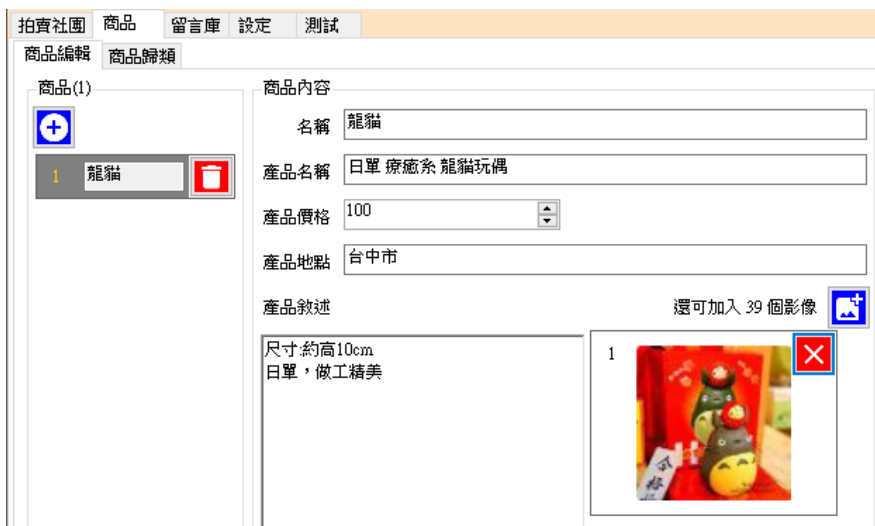 拍賣社團 商品 留言庫 設定 測試
商品編輯 商品歸類
商品(1)
1 龍貓
商品內容
名稱 龍貓
產品名稱 日單 療癒糸 龍貓玩偶
產品價格 100
產品地點 台中市
產品敘述 還可加入 39 個影像
尺寸:約高10cm
日單，做工精美
1
合格